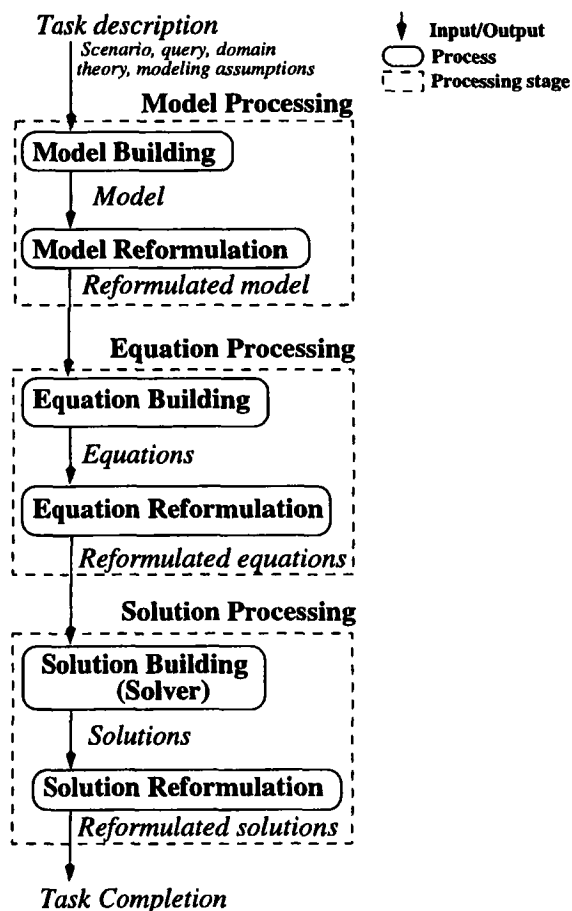 Task description
Scenario, query, domain
theory, modeling assumptions
Input/Output
Process
Processing stage
Model Processing
Model Building
Model
Model Reformulation
Reformulated model
Equation Processing
Equation Building
Equations
Equation Reformulation
Reformulated equations
Solution Processing
Solution Building
(Solver)
Solutions
Solution Reformulation
Reformulated solutions
Task Completion